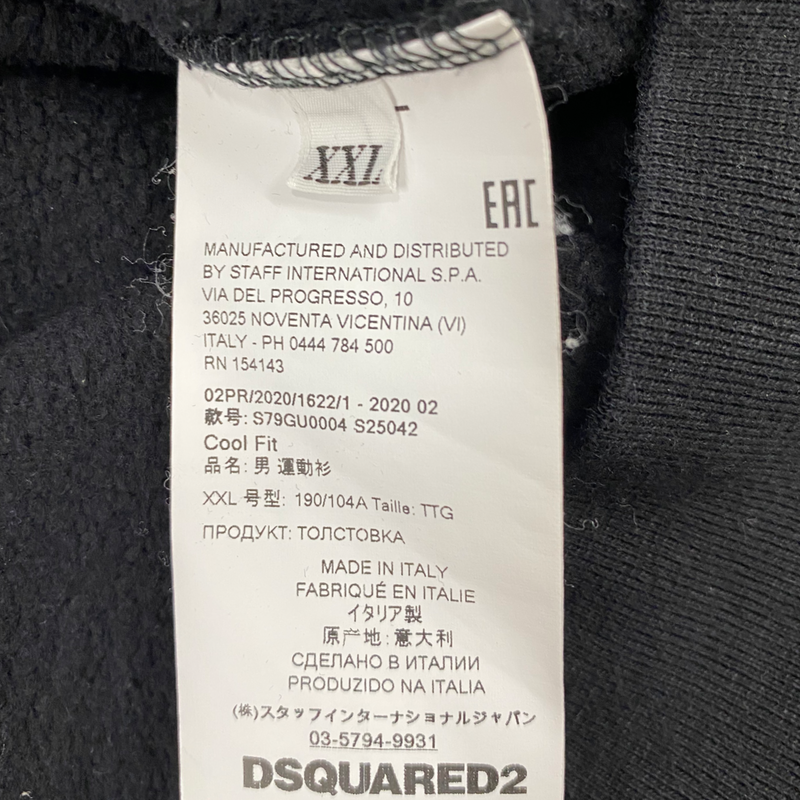 XXL
EAC
MANUFACTURED AND DISTRIBUTED
BY STAFF INTERNATIONAL S.P.A.
VIA DEL PROGRESSO, 10
36025 NOVENTA VICENTINA (VI)
ITALY - PH 0444 784 500
RN 154143
02PR/2020/1622/1 - 2020 02
款号: S79GU0004 S25042
Cool Fit
品名: 男 運動衫
XXL 号型: 190/104A Taille: TTG
ПРОДУКТ: ТОЛСТОВКА
MADE IN ITALY
FABRIQUÉ EN ITALIE
イタリア製
原产地: 意大利
СДЕЛАНО В ИТАЛИИ
PRODUZIDO NA ITALIA
(株)スタッフインターナショナルジャパン
03-5794-9931
DSQUARED2